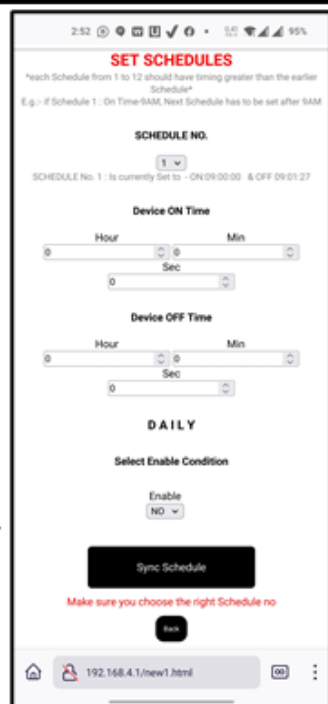 2:52
95%
SET SCHEDULES
*each Schedule from 1 to 12 should have timing greater than the earlier
Schedule*
E.g.:- if Schedule 1 : On Time-9AM, Next Schedule has to be set after 9AM
SCHEDULE NO.
1
SCHEDULE No. 1 : Is currently Set to - ON:09:00:00 & OFF 09:01:27
Device ON Time
Hour Min
0 0
Sec
0
Device OFF Time
Hour Min
0 0
Sec
0
DAILY
Select Enable Condition
Enable
NO
Sync Schedule
Make sure you choose the right Schedule no
Back
192.168.4.1/new1.html